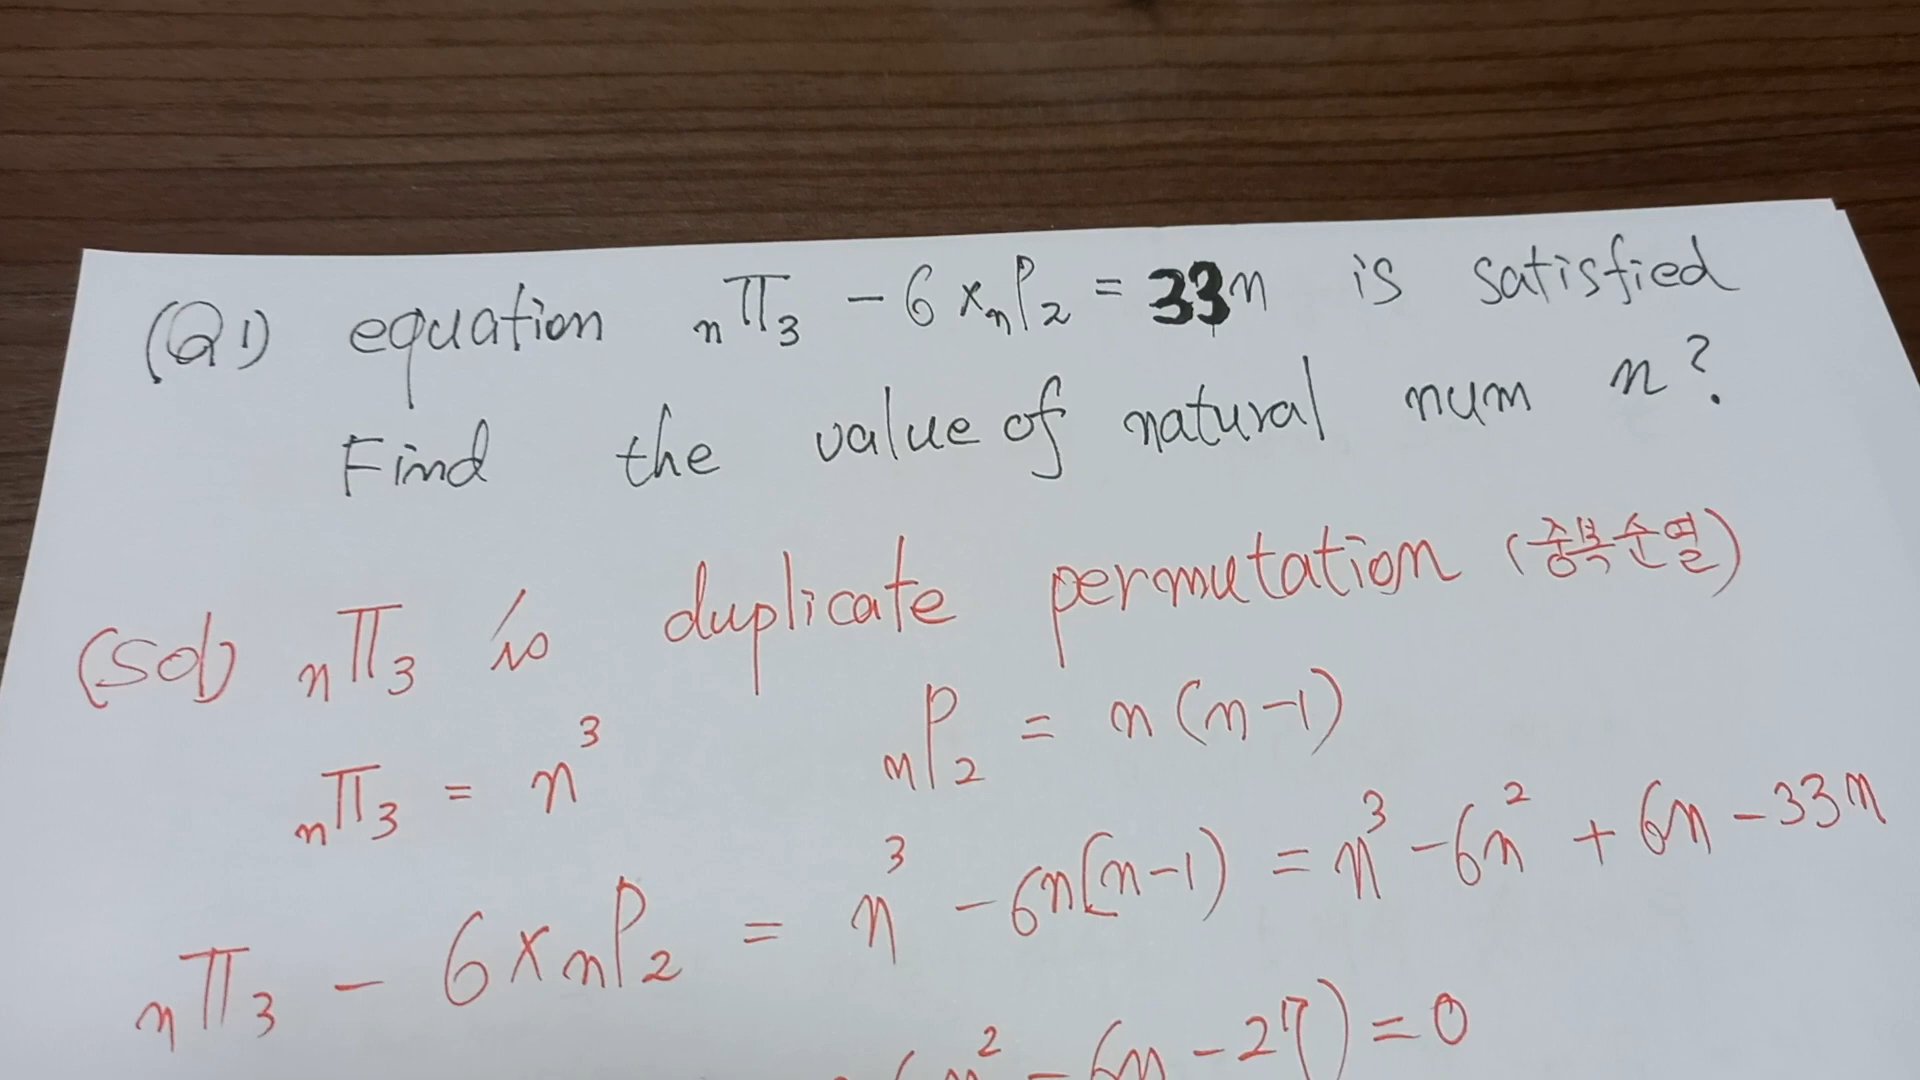 (Q1) equation nΠ3 - 6×nP2 = 33n is satisfied
Find the value of natural num n?
(Sol) nΠ3 is duplicate permutation (중복순열)
nΠ3 = n³ nP2 = n(n-1)
nΠ3 - 6×nP2 = n³ - 6n(n-1) = n³ - 6n² + 6n - 33n
(n² - 6n - 27) = 0